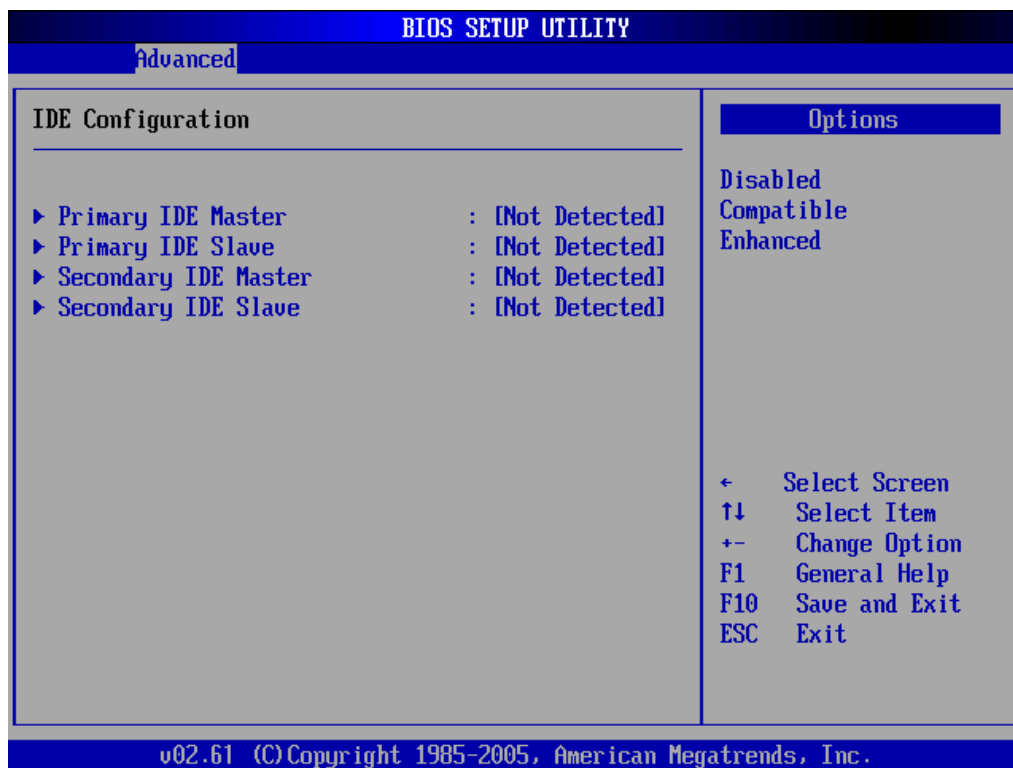 BIOS SETUP UTILITY
Advanced
IDE Configuration
Primary IDE Master : [Not Detected]
Primary IDE Slave : [Not Detected]
Secondary IDE Master : [Not Detected]
Secondary IDE Slave : [Not Detected]
Options
Disabled
Compatible
Enhanced
← Select Screen
↑↓ Select Item
+- Change Option
F1 General Help
F10 Save and Exit
ESC Exit
v02.61 (C)Copyright 1985-2005, American Megatrends, Inc.